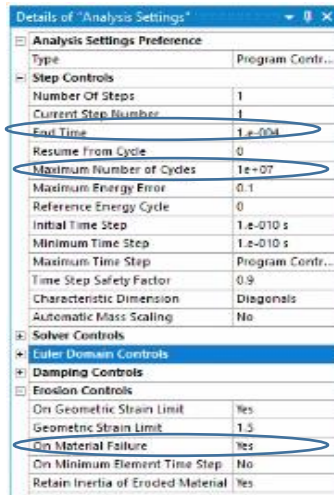 Details of "Analysis Settings"
Analysis Settings Preference
Type Program Contr...
Step Controls
Number Of Steps 1
Current Step Number 1
End Time 1.e-004
Resume From Cycle 0
Maximum Number of Cycles 1e+07
Maximum Energy Error 0.1
Reference Energy Cycle 0
Initial Time Step 1.e-010 s
Minimum Time Step 1.e-010 s
Maximum Time Step Program Contr...
Time Step Safety Factor 0.9
Characteristic Dimension Diagonals
Automatic Mass Scaling No
Solver Controls
Euler Domain Controls
Damping Controls
Erosion Controls
On Geometric Strain Limit Yes
Geometric Strain Limit 1.5
On Material Failure Yes
On Minimum Element Time Step No
Retain Inertia of Eroded Material Yes